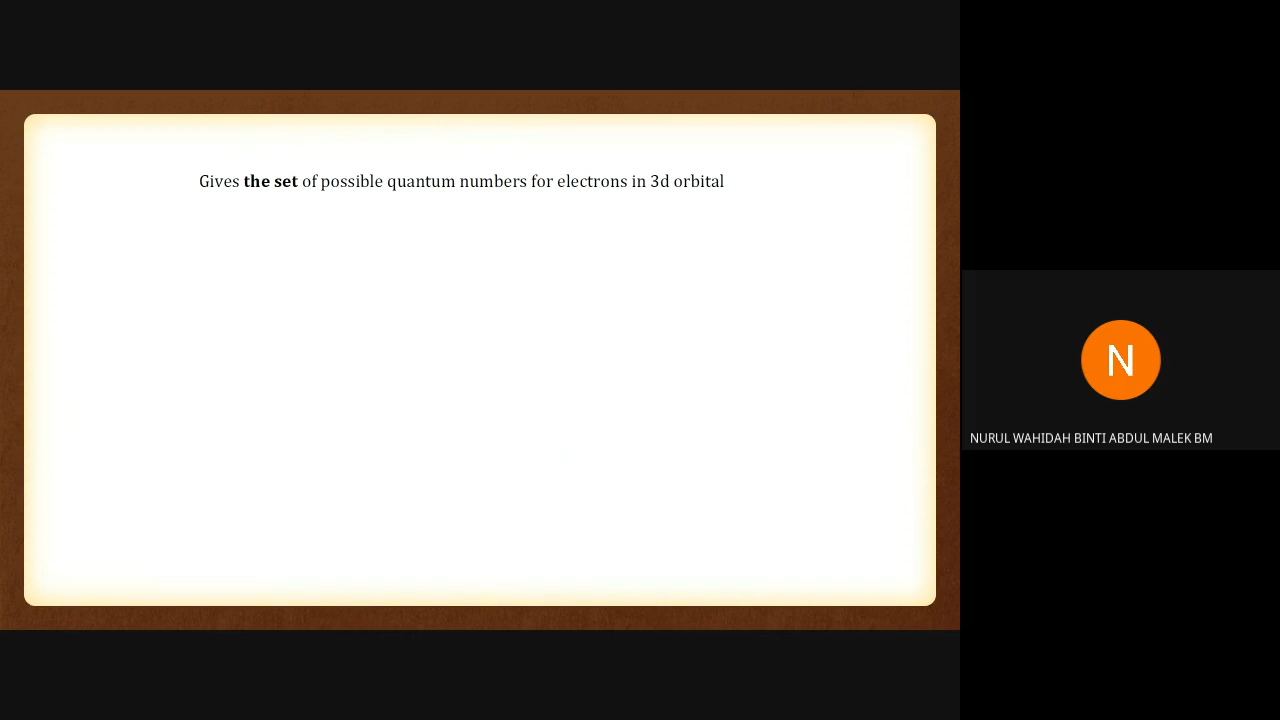 Gives the set of possible quantum numbers for electrons in 3d orbital
N
NURUL WAHIDAH BINTI ABDUL MALEK BM